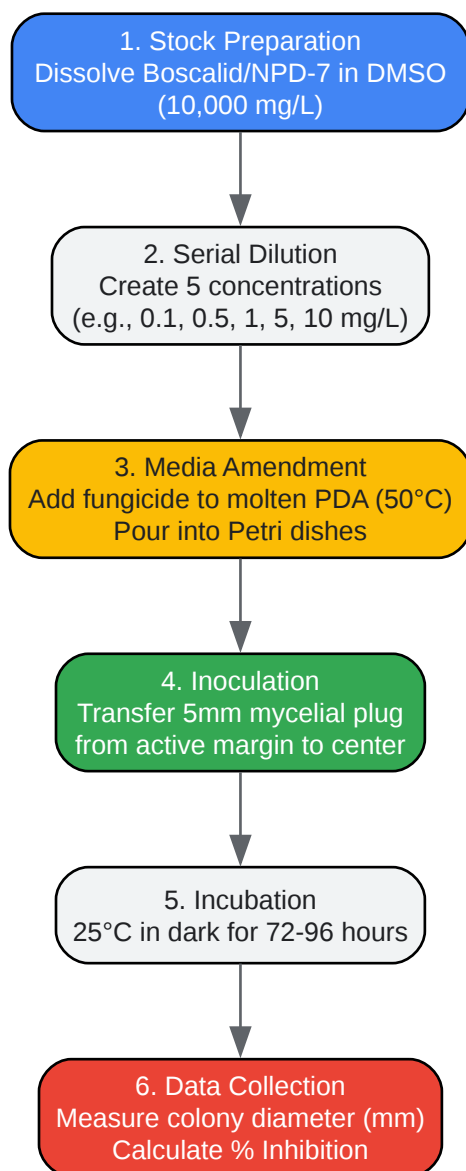 1. Stock Preparation
Dissolve Boscalid/NPD-7 in DMSO
(10,000 mg/L)
2. Serial Dilution
Create 5 concentrations
(e.g., 0.1, 0.5, 1, 5, 10 mg/L)
3. Media Amendment
Add fungicide to molten PDA (50°C)
Pour into Petri dishes
4. Inoculation
Transfer 5mm mycelial plug
from active margin to center
5. Incubation
25°C in dark for 72-96 hours
6. Data Collection
Measure colony diameter (mm)
Calculate % Inhibition